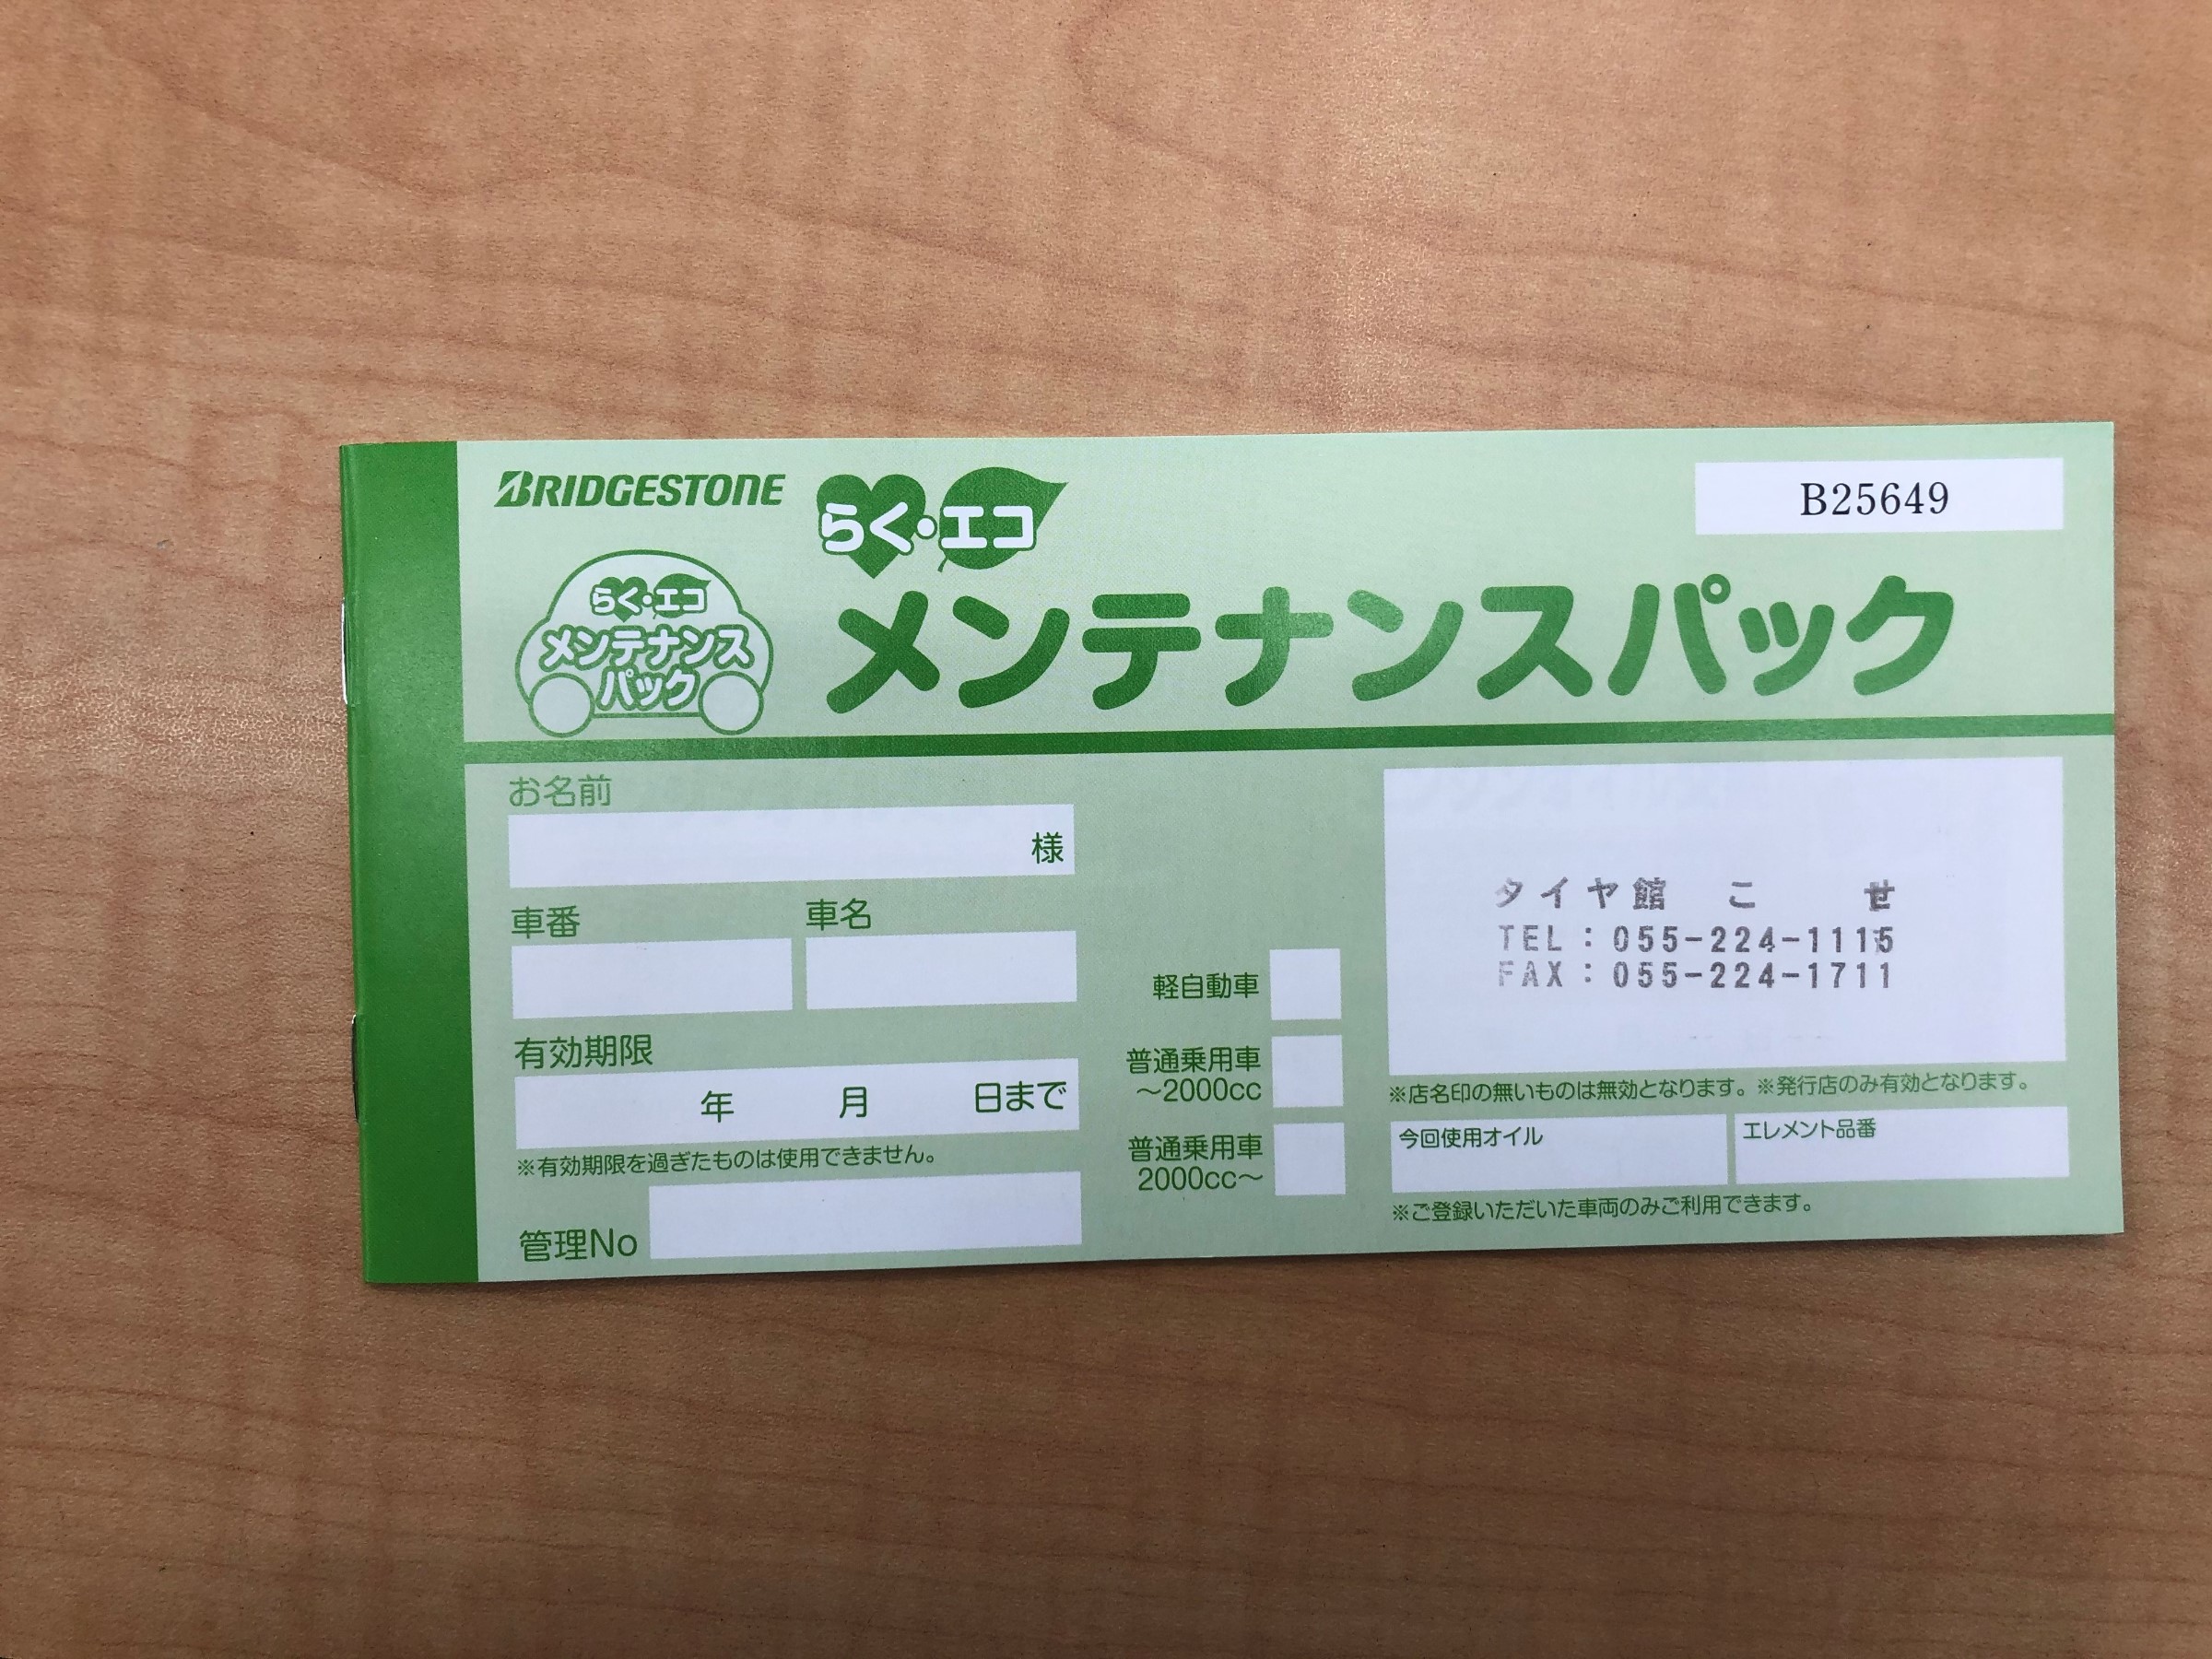 BRIDGESTONE
らく・エコ
B25649
メンテナンスパック
らく・エコ
メンテナンス
パック
お名前
様
車番 車名
有効期限
年 月 日まで
※有効期限を過ぎたものは使用できません。
管理No
軽自動車
普通乗用車
~2000cc
普通乗用車
2000cc~
タイヤ館 こ せ
TEL:055-224-1115
FAX:055-224-1711
※店名印の無いものは無効となります。※発行店のみ有効となります。
今回使用オイル エレメント品番
※ご登録いただいた車両のみご利用できます。